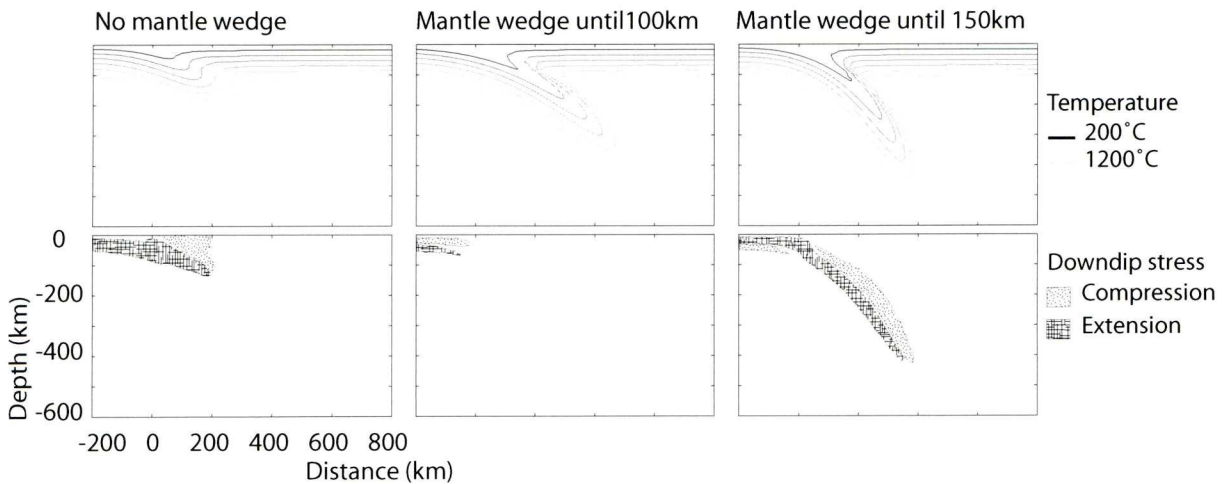 No mantle wedge
Mantle wedge until100km
Mantle wedge until 150km
Temperature
200˚C
1200˚C
0
-200
-400
-600
Depth (km)
-200 0 200 400 600 800
Distance (km)
Downdip stress
Compression
Extension